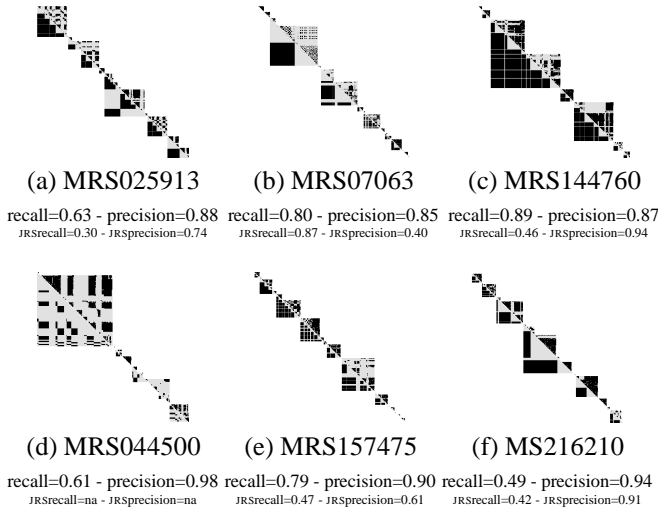 (a) MRS025913 (b) MRS07063 (c) MRS144760
recall=0.63 - precision=0.88 recall=0.80 - precision=0.85 recall=0.89 - precision=0.87
JRSrecall=0.30 - JRSprecision=0.74 JRSrecall=0.87 - JRSprecision=0.40 JRSrecall=0.46 - JRSprecision=0.94
(d) MRS044500 (e) MRS157475 (f) MS216210
recall=0.61 - precision=0.98 recall=0.79 - precision=0.90 recall=0.49 - precision=0.94
JRSrecall=na - JRSprecision=na JRSrecall=0.47 - JRSprecision=0.61 JRSrecall=0.42 - JRSprecision=0.91